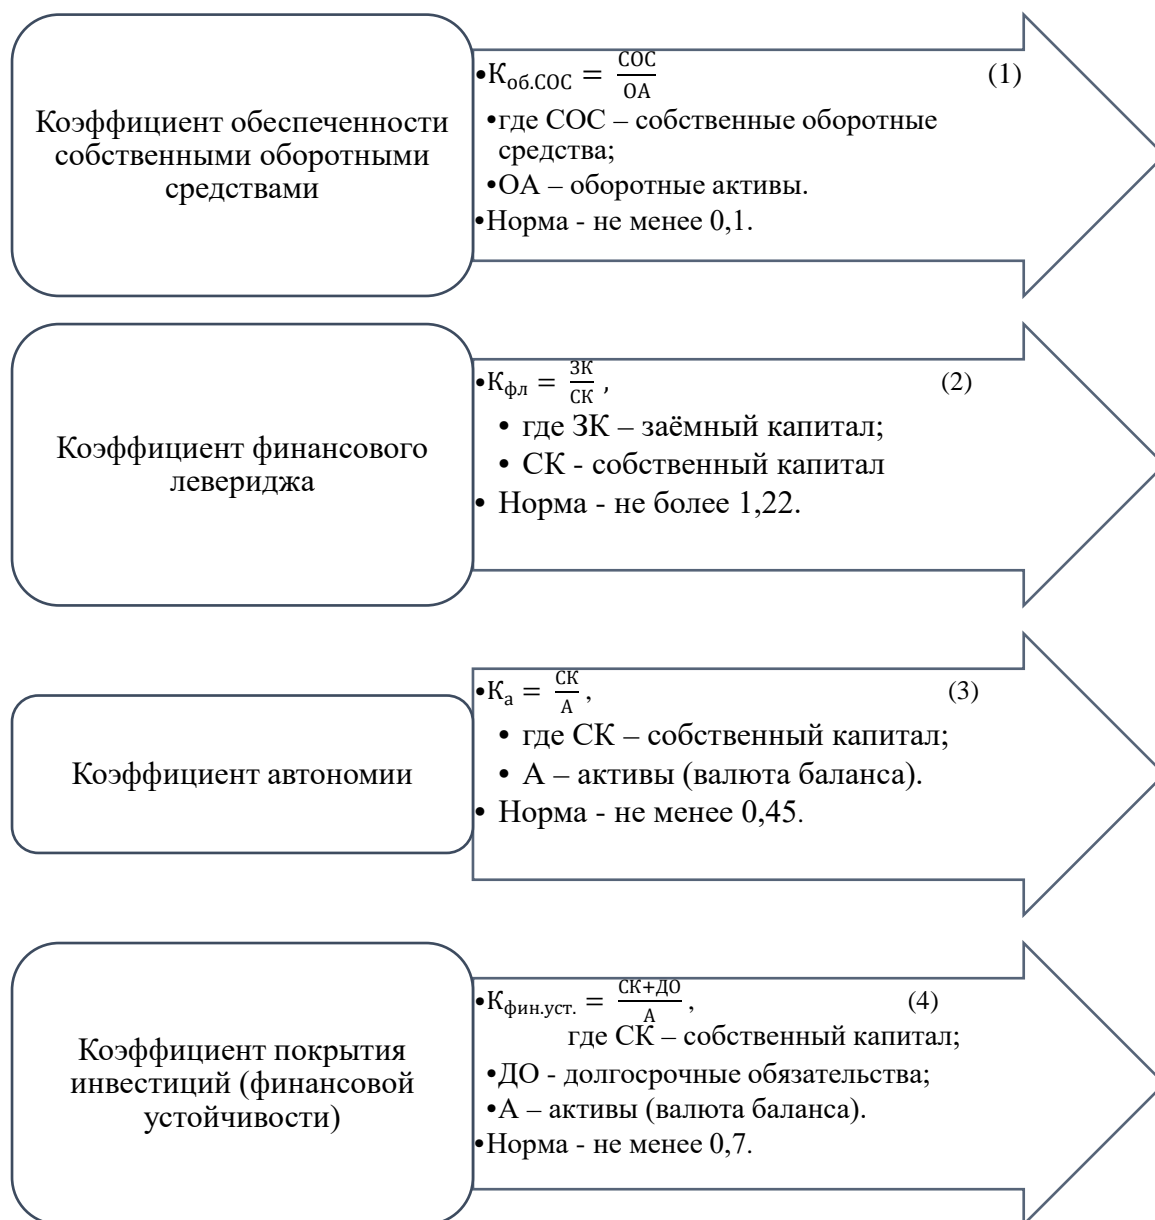 Коэффициент обеспеченности
собственными оборотными
средствами
•К об.СОС = СОС/ОА (1)
•где СОС – собственные оборотные
средства;
•ОА – оборотные активы.
•Норма - не менее 0,1.
Коэффициент финансового
левериджа
•К фл = ЗК/СК , (2)
• где ЗК – заёмный капитал;
• СК - собственный капитал
• Норма - не более 1,22.
Коэффициент автономии
•К а = СК/А , (3)
• где СК – собственный капитал;
• А – активы (валюта баланса).
• Норма - не менее 0,45.
Коэффициент покрытия
инвестиций (финансовой
устойчивости)
•К фин.уст. = СК+ДО/А , (4)
где СК – собственный капитал;
•ДО - долгосрочные обязательства;
•А – активы (валюта баланса).
•Норма - не менее 0,7.